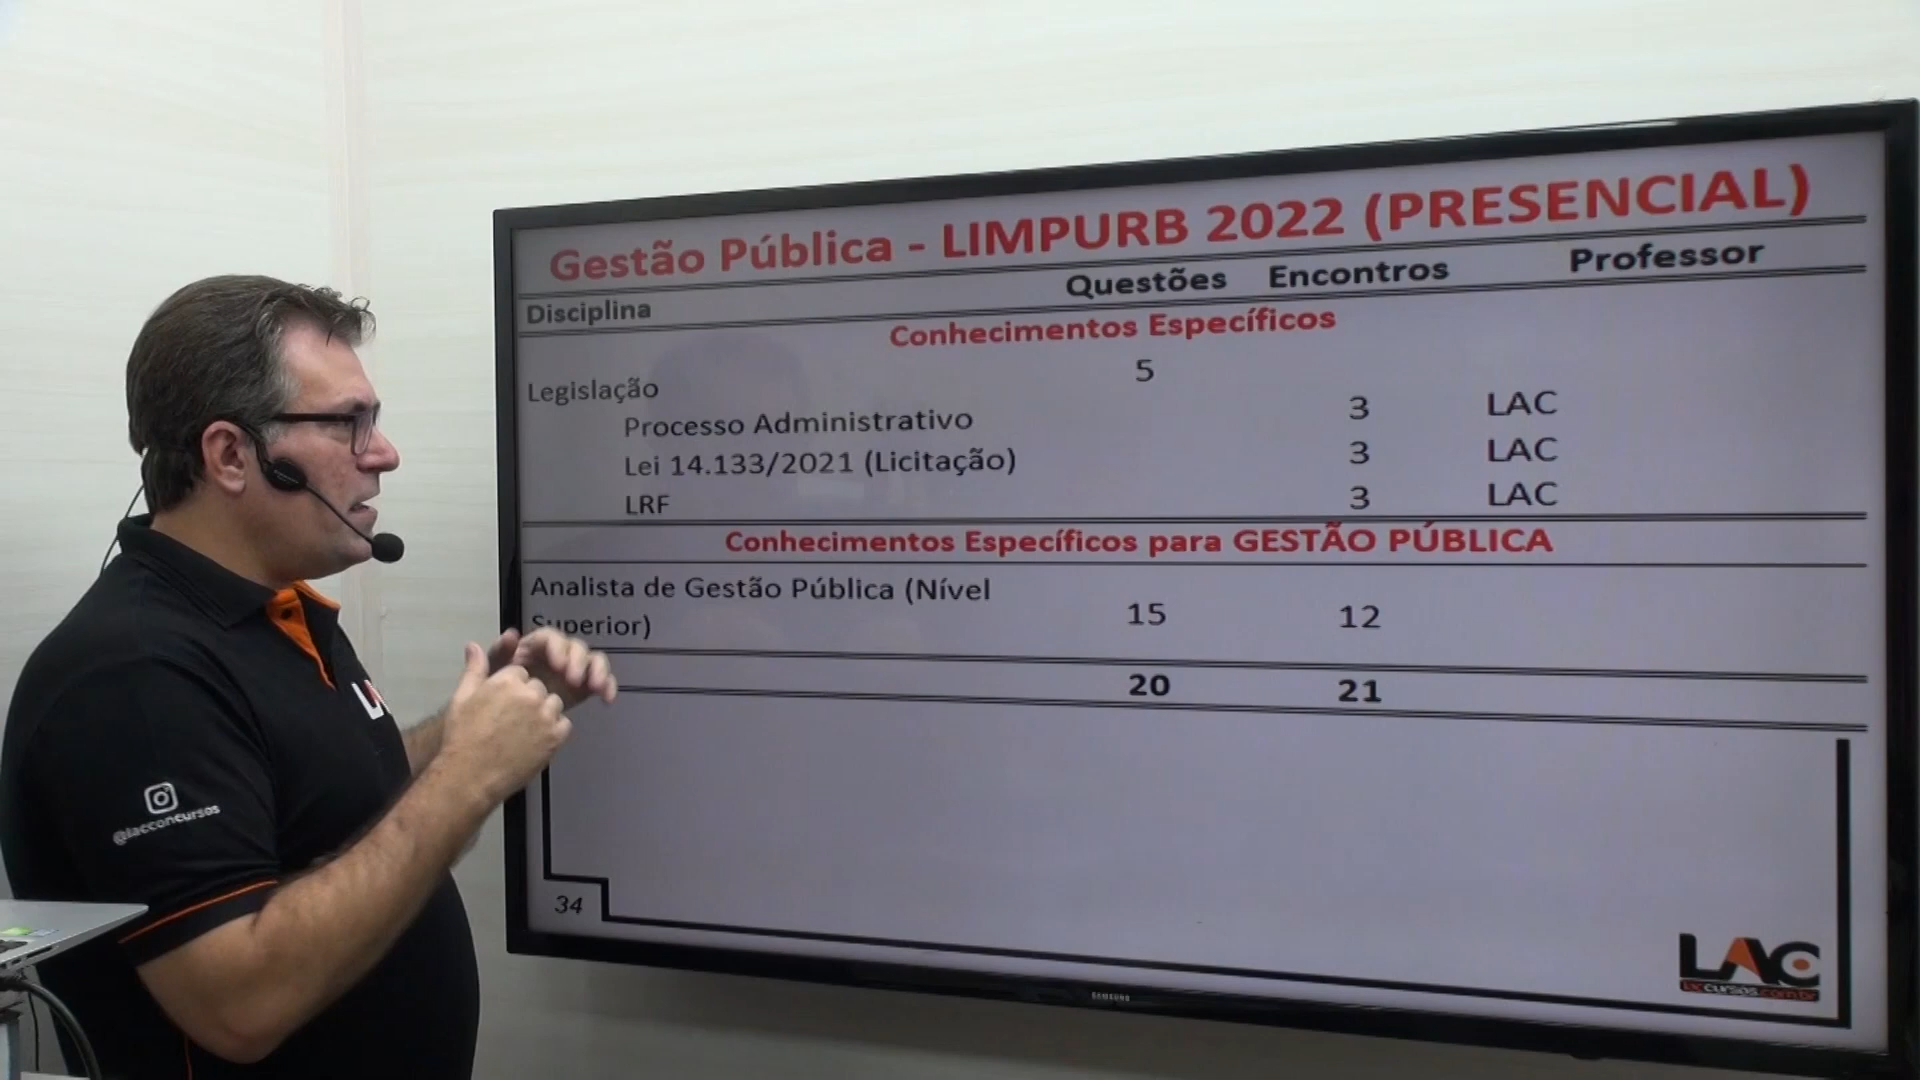 Gestão Pública - LIMPURB 2022 (PRESENCIAL)
Disciplina Questões Encontros Professor
Conhecimentos Específicos
Legislação 5
Processo Administrativo 3 LAC
Lei 14.133/2021 (Licitação) 3 LAC
LRF 3 LAC
Conhecimentos Específicos para GESTÃO PÚBLICA
Analista de Gestão Pública (Nível
Superior) 15 12
20 21
34
LAC
SAMSUNG
LAC
@lacconcursos